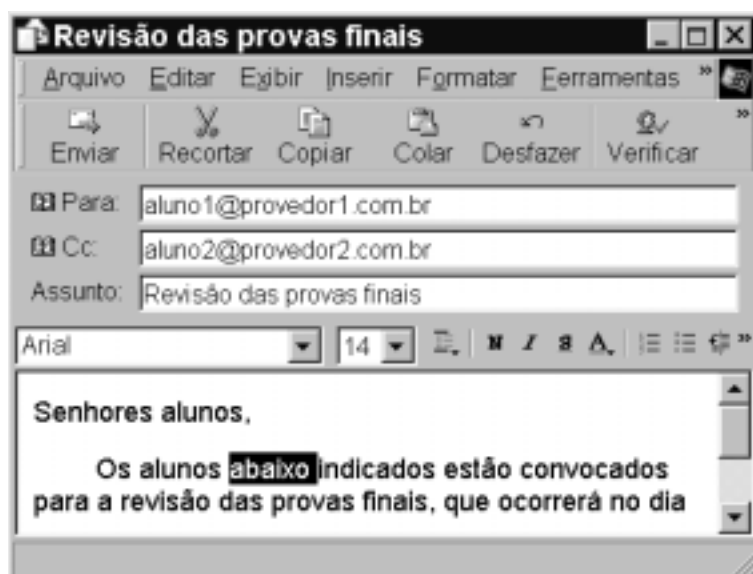 Revisão das provas finais
Arquivo Editar Exibir Inserir Formatar Ferramentas »
Enviar Recortar Copiar Colar Desfazer Verificar »
Para: aluno1@provedor1.com.br
Cc: aluno2@provedor2.com.br
Assunto: Revisão das provas finais
Arial 14 N I S A »
Senhores alunos,
Os alunos abaixo indicados estão convocados
para a revisão das provas finais, que ocorrerá no dia